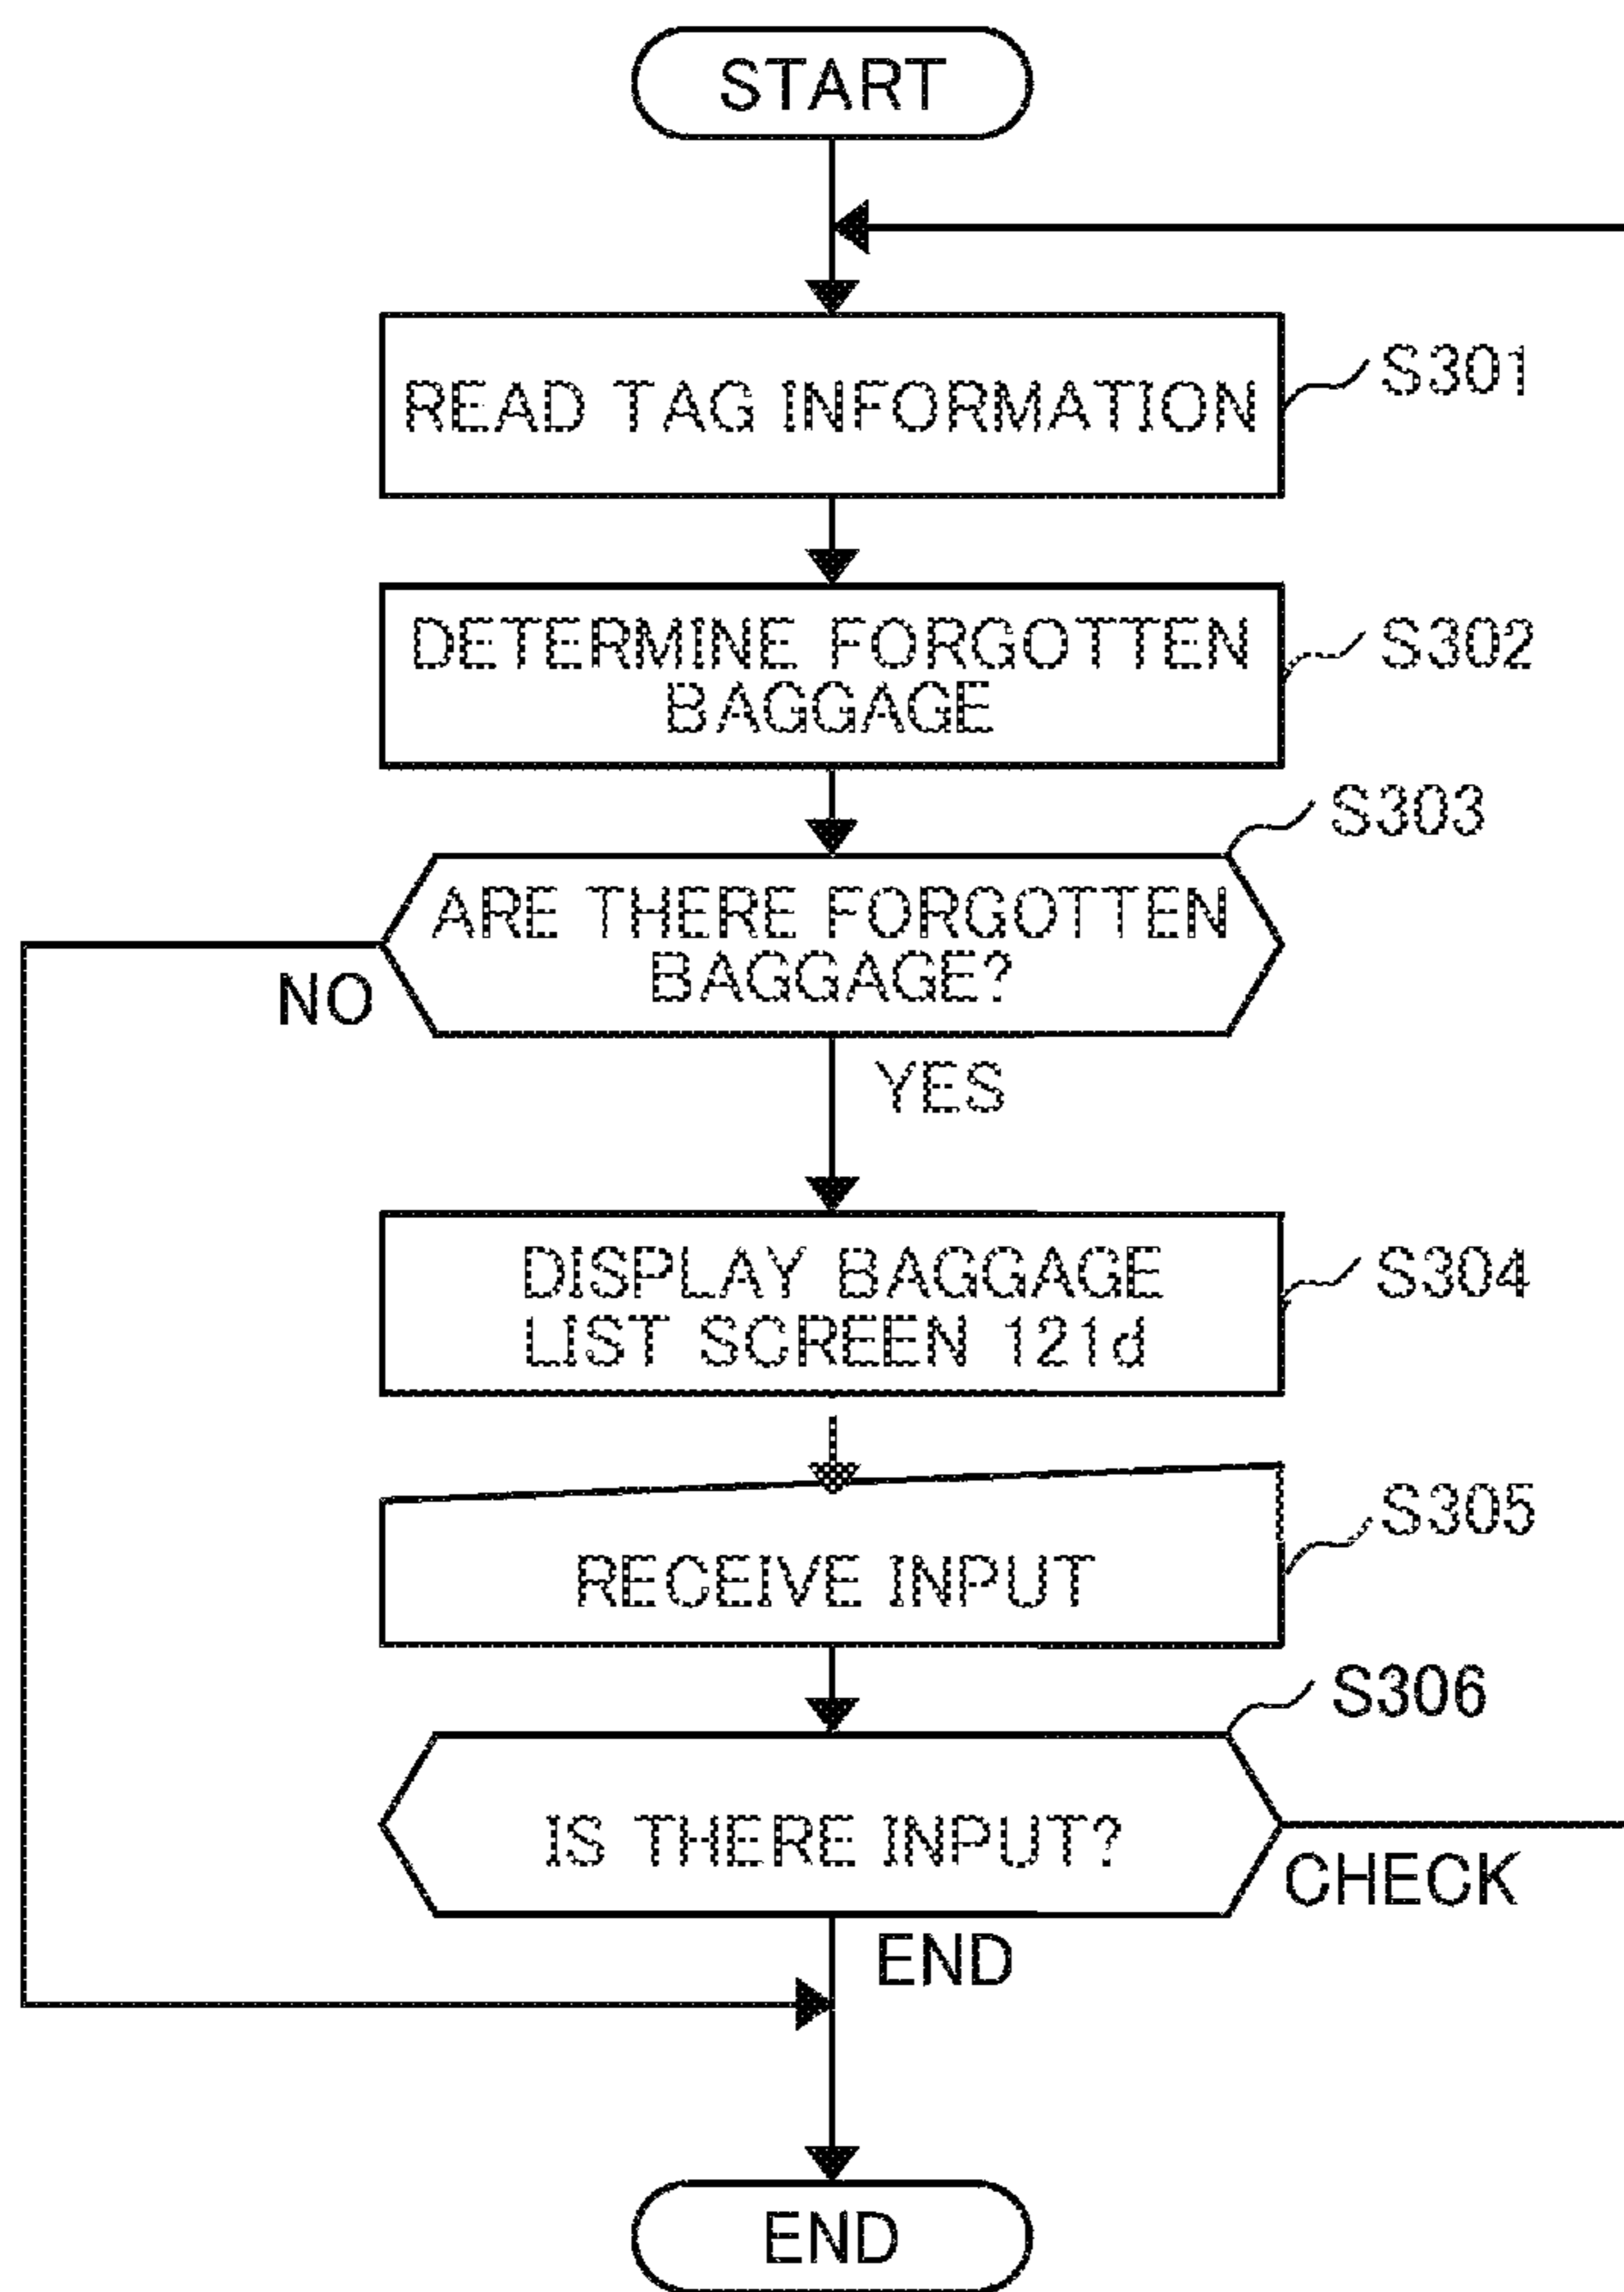 START
READ TAG INFORMATION
S301
DETERMINE FORGOTTEN
BAGGAGE
S302
S303
ARE THERE FORGOTTEN
BAGGAGE?
NO
YES
DISPLAY BAGGAGE
LIST SCREEN 121d
S304
S305
RECEIVE INPUT
S306
IS THERE INPUT?
CHECK
END
END